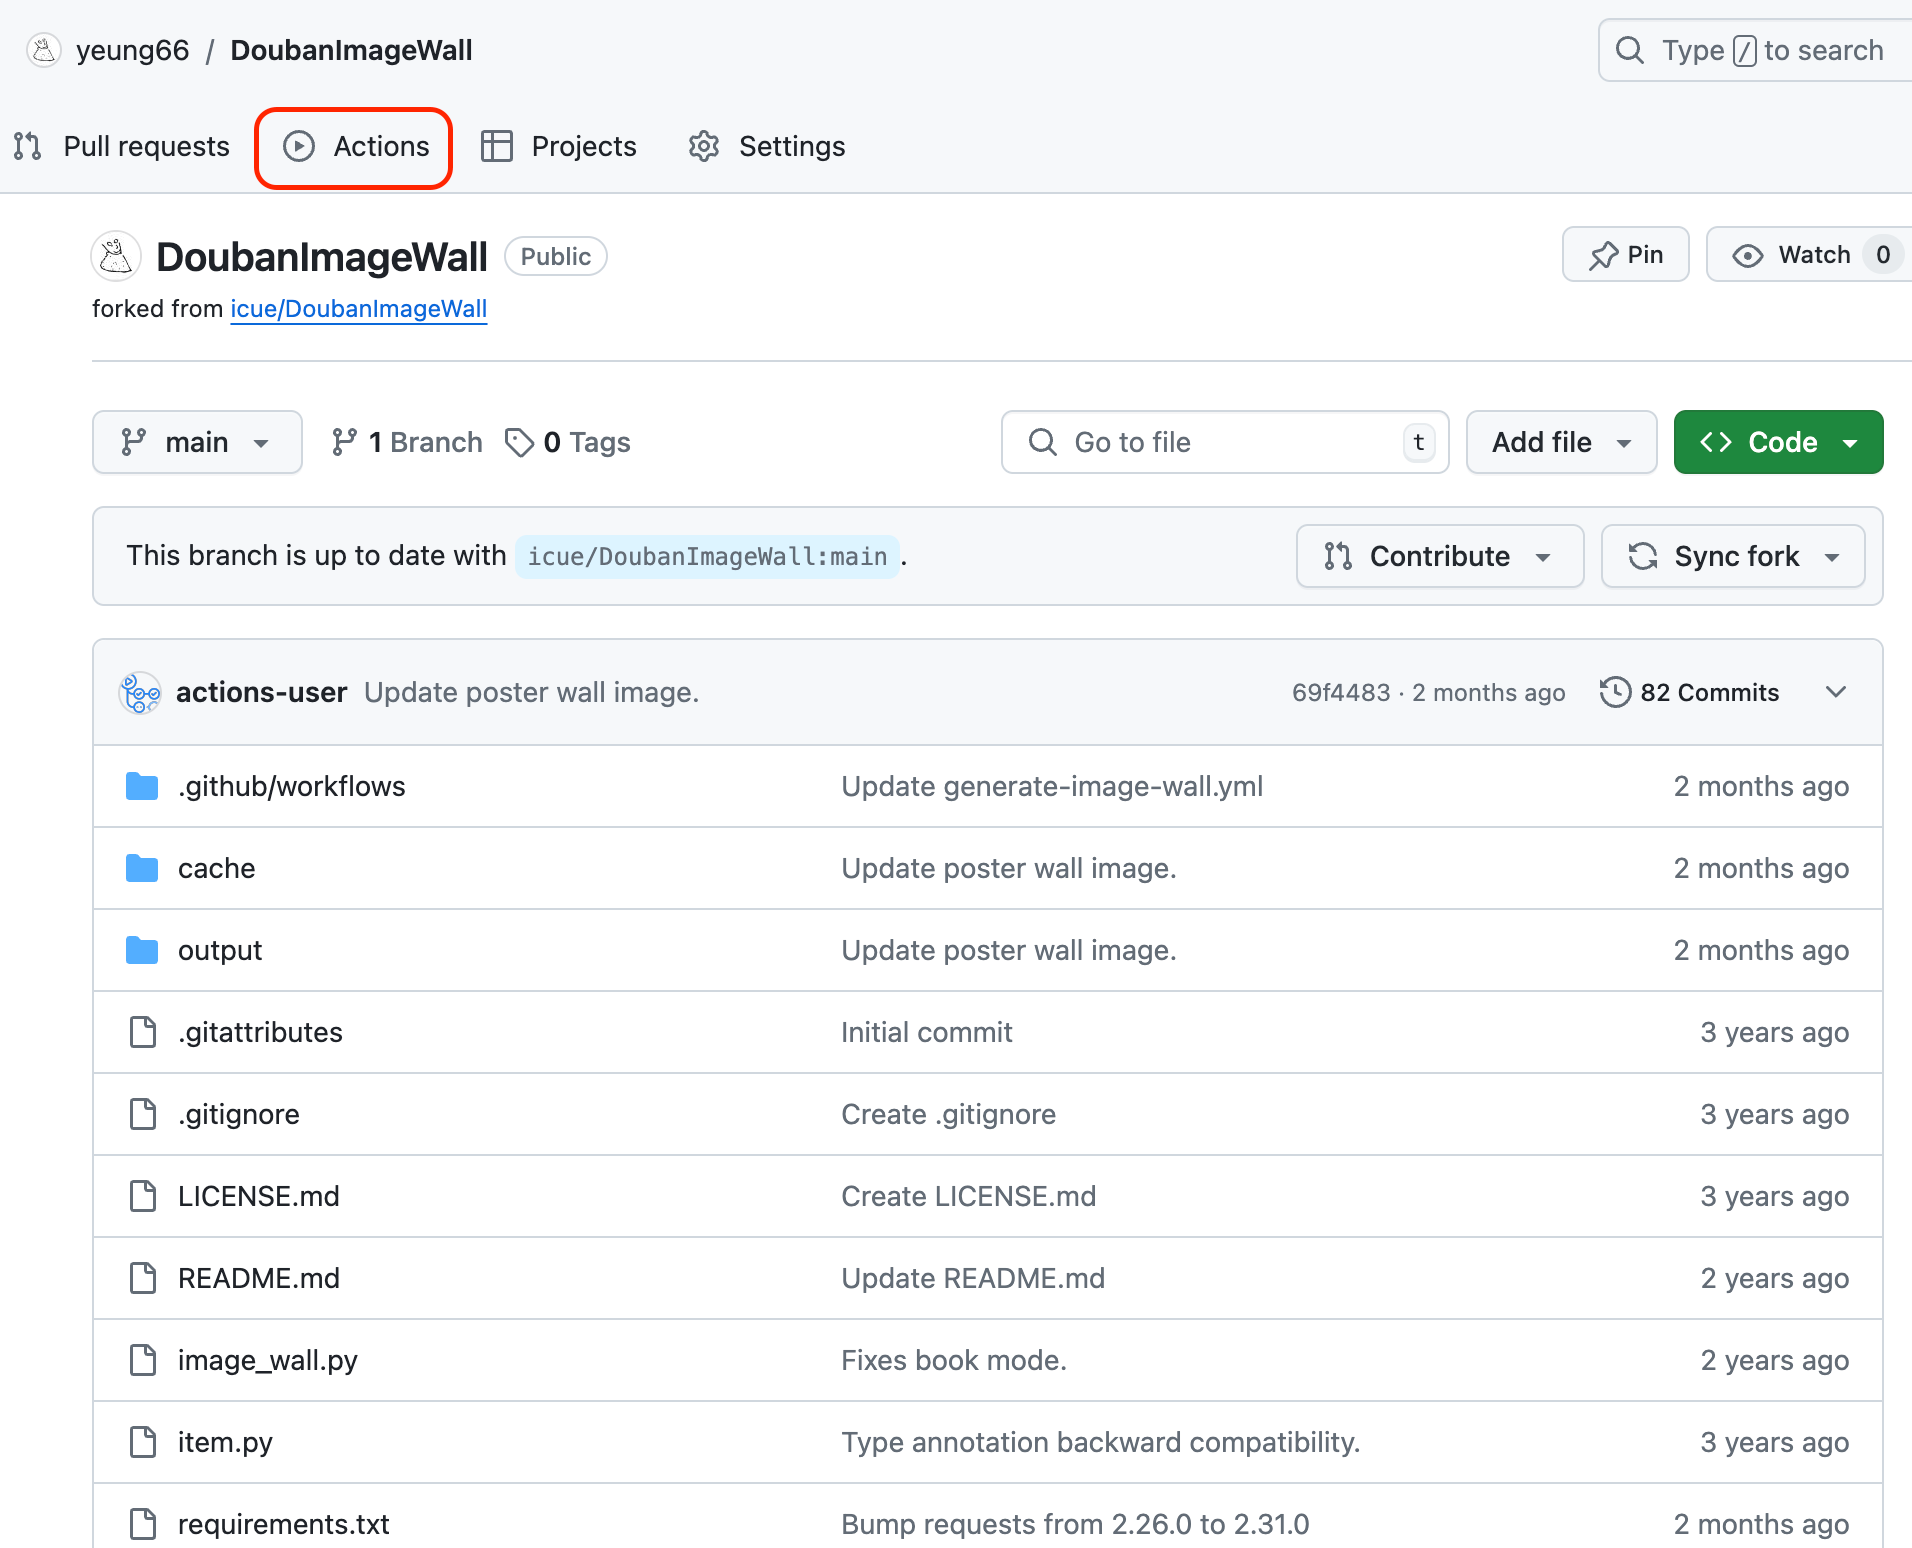 yeung66 / DoubanImageWall
Type / to search
Pull requests Actions Projects Settings
DoubanImageWall Public
Pin Watch 0
forked from icue/DoubanImageWall
main 1 Branch 0 Tags
Go to file t Add file Code
This branch is up to date with icue/DoubanImageWall:main. Contribute Sync fork
actions-user Update poster wall image. 69f4483 · 2 months ago 82 Commits
.github/workflows Update generate-image-wall.yml 2 months ago
cache Update poster wall image. 2 months ago
output Update poster wall image. 2 months ago
.gitattributes Initial commit 3 years ago
.gitignore Create .gitignore 3 years ago
LICENSE.md Create LICENSE.md 3 years ago
README.md Update README.md 2 years ago
image_wall.py Fixes book mode. 2 years ago
item.py Type annotation backward compatibility. 3 years ago
requirements.txt Bump requests from 2.26.0 to 2.31.0 2 months ago